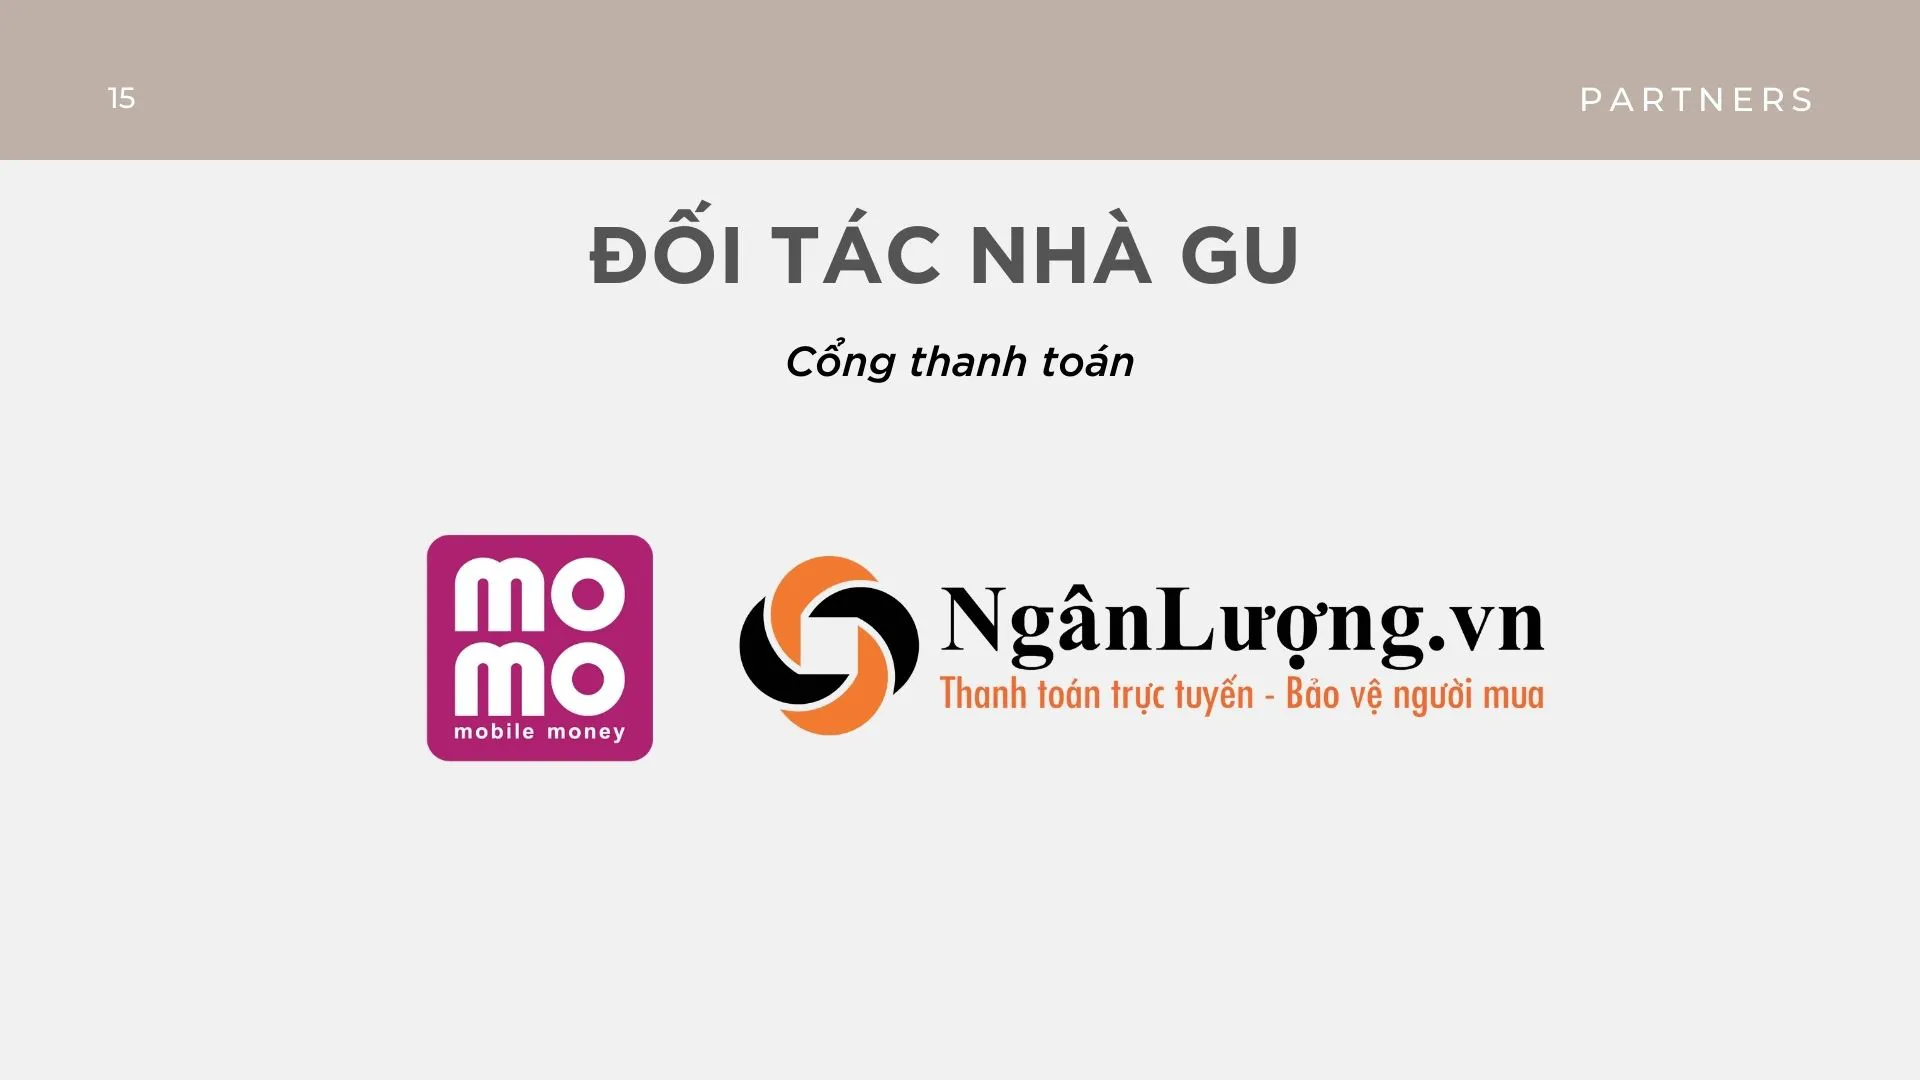 15
PARTNERS
ĐỐI TÁC NHÀ GU
Cổng thanh toán
mo
mo
mobile money
NgânLượng.vn
Thanh toán trực tuyến - Bảo vệ người mua